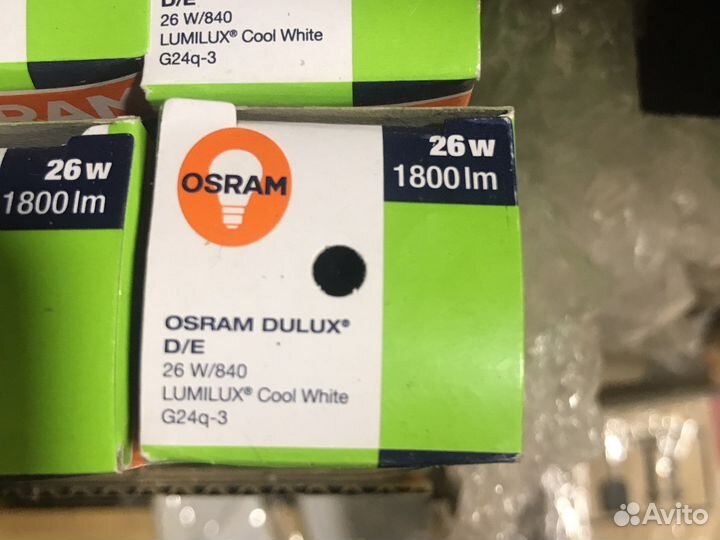 D/E
26 W/840
LUMILUX® Cool White
G24q-3
SRAM
26 W
1800 lm
OSRAM
26 W
1800 lm
OSRAM DULUX®
D/E
26 W/840
LUMILUX® Cool White
G24q-3
Avito